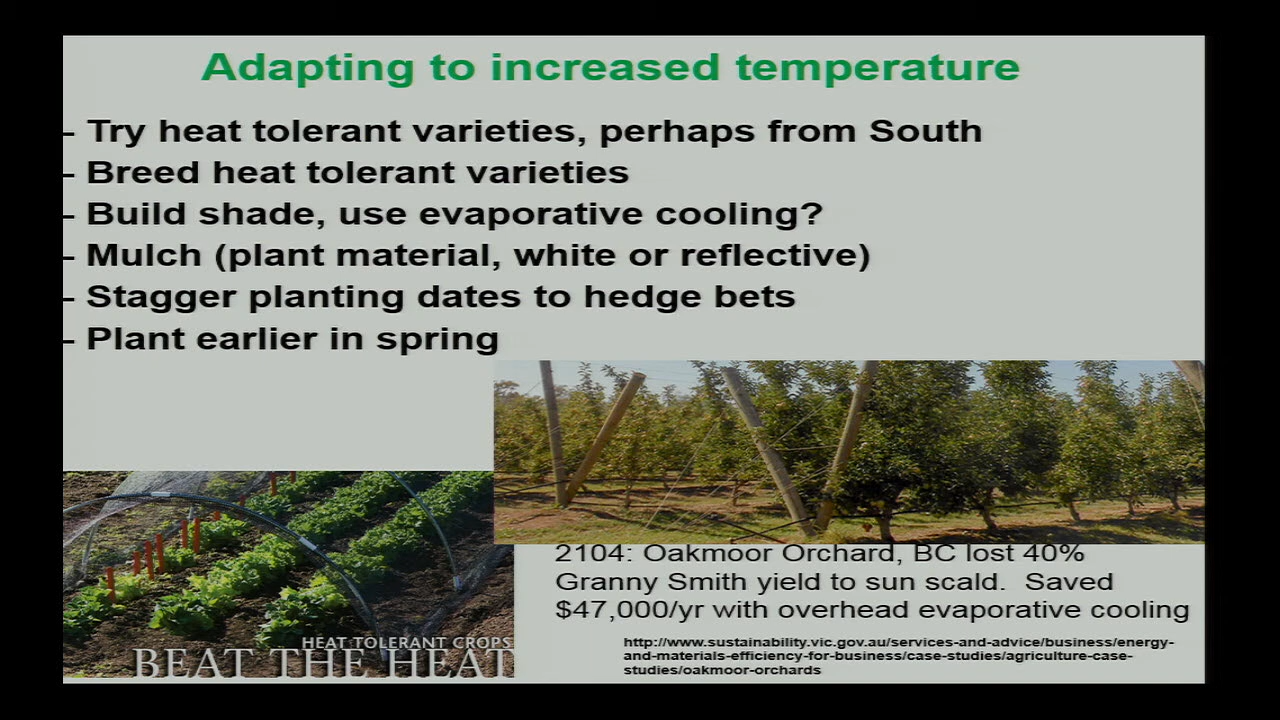 Adapting to increased temperature
- Try heat tolerant varieties, perhaps from South
- Breed heat tolerant varieties
- Build shade, use evaporative cooling?
- Mulch (plant material, white or reflective)
- Stagger planting dates to hedge bets
- Plant earlier in spring
2104: Oakmoor Orchard, BC lost 40%
Granny Smith yield to sun scald. Saved
$47,000/yr with overhead evaporative cooling
http://www.sustainability.vic.gov.au/services-and-advice/business/energy-
and-materials-efficiency-for-business/case-studies/agriculture-case-
studies/oakmoor-orchards
HEAT TOLERANT CROPS
BEAT THE HEAT